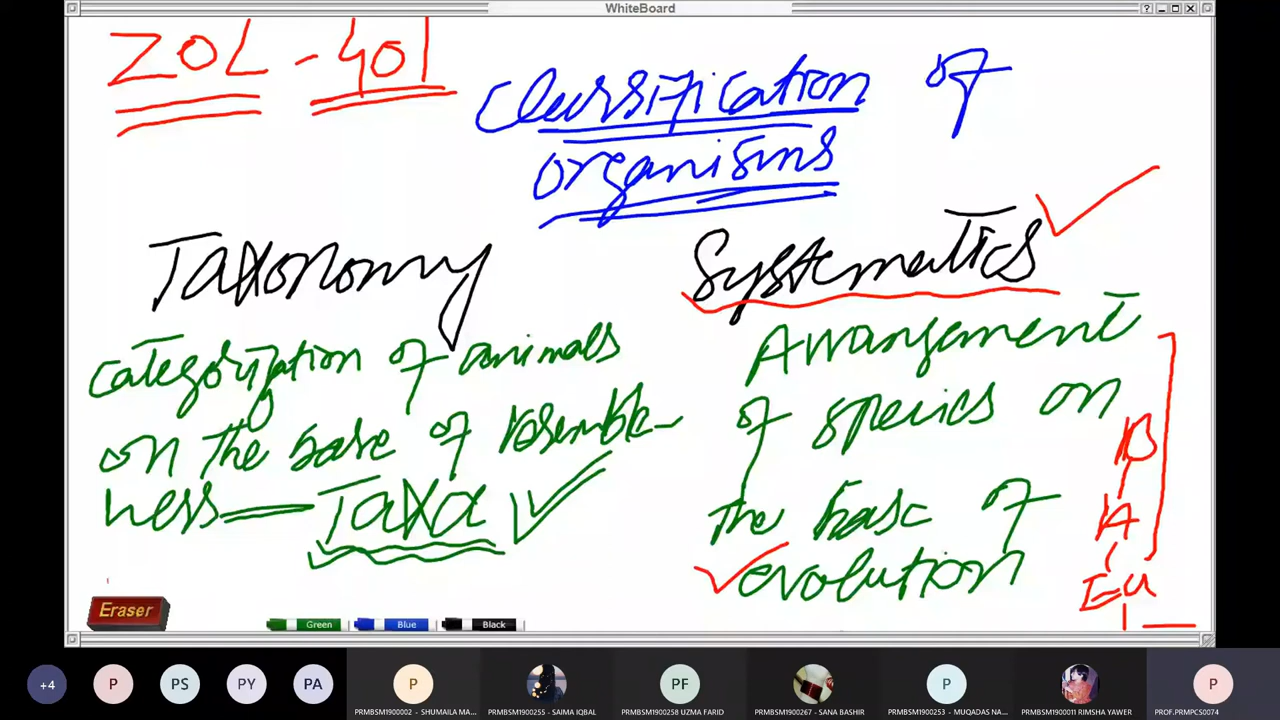 WhiteBoard
ZOL - 401
Classification of
organisms
Taxonomy
Systematics
categorization of animals
on the base of resemble-
ness — Taxa
Arrangement
of species on
the base of
evolution
B
A
Eu
Eraser
Green
Blue
Black
+4
P
PS
PY
PA
P
PF
P
P
PRMBSM1900002 - SHUMAILA MA...
PRMBSM1900255 - SAIMA IQBAL
PRMBSM1900258 UZMA FARID
PRMBSM1900267 - SANA BASHIR
PRMBSM1900253 - MUQADAS NA...
PRMBSM1900011 RIMSHA YAWER
PROF.PRMPCS0074